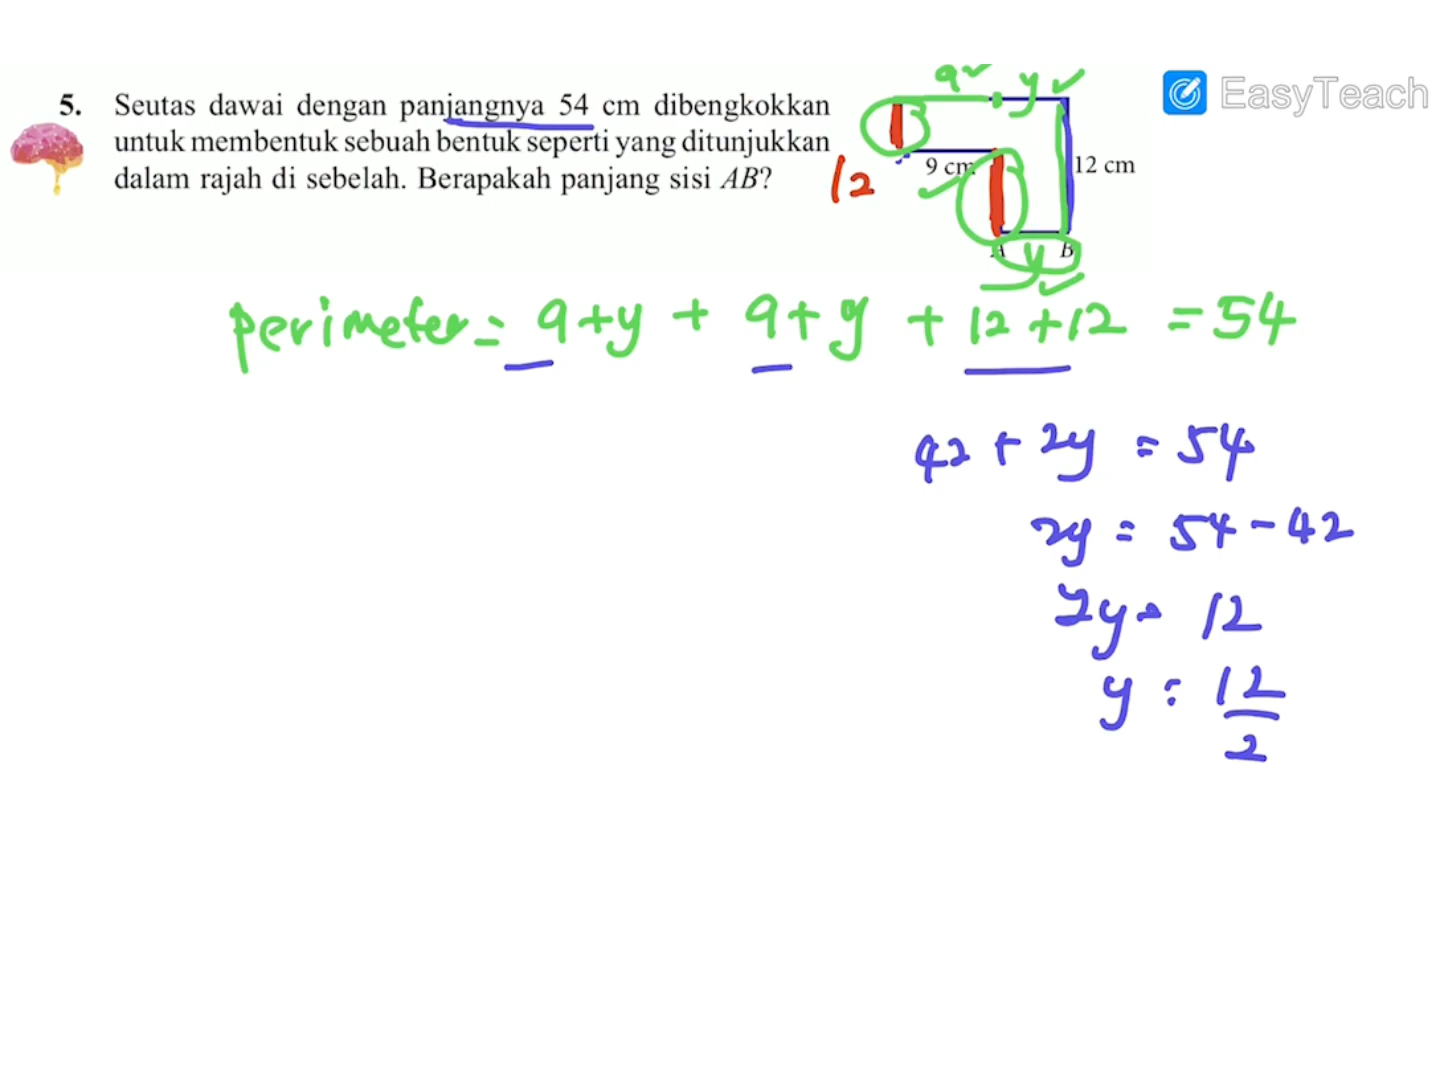 5. Seutas dawai dengan panjangnya 54 cm dibengkokkan
untuk membentuk sebuah bentuk seperti yang ditunjukkan
dalam rajah di sebelah. Berapakah panjang sisi AB?
9 y
9 cm
12 cm
12
A y B
EasyTeach
perimeter = 9+y + 9+y + 12+12 = 54
42 + 2y = 54
2y = 54 - 42
2y = 12
y = 12
2